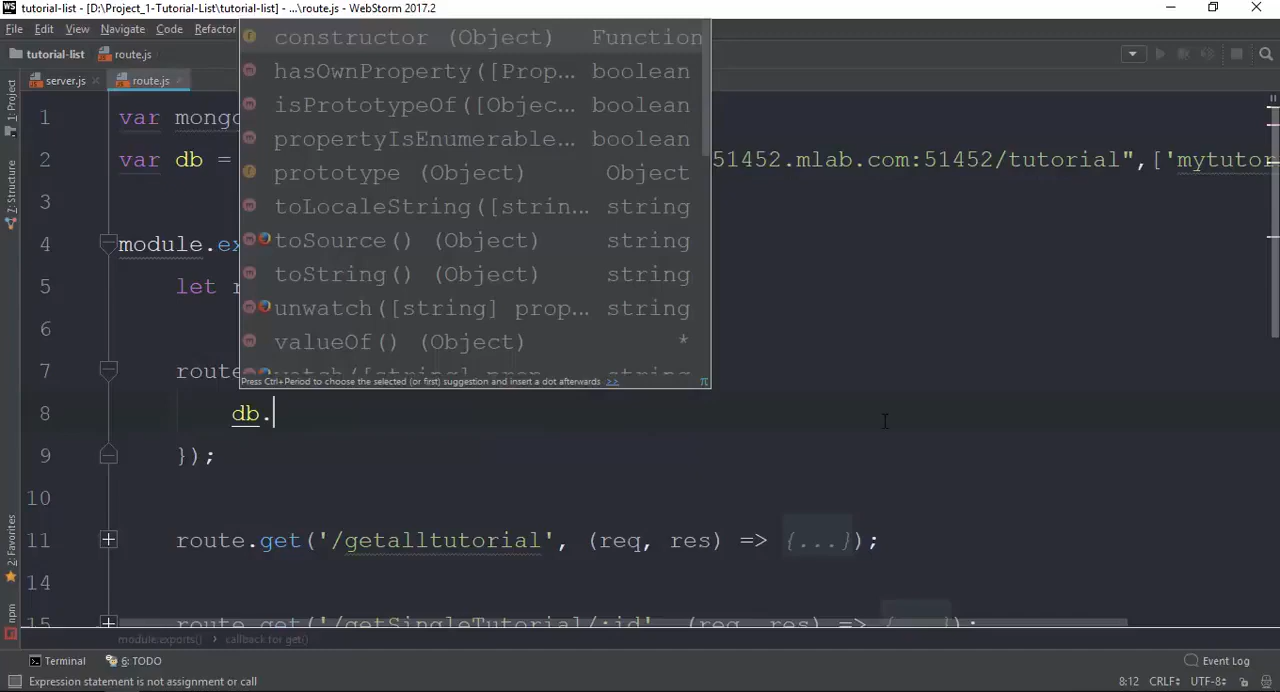 WS tutorial-list - [D:\Project_1-Tutorial-List\tutorial-list] - ...\route.js - WebStorm 2017.2
File Edit View Navigate Code Refactor
tutorial-list route.js
server.js route.js
1: Project
7: Structure
2: Favorites
npm
constructor (Object) Function
hasOwnProperty([Prop... boolean
isPrototypeOf([Objec... boolean
propertyIsEnumerable... boolean
prototype (Object) Object
toLocaleString([strin... string
toSource() (Object) string
toString() (Object) string
unwatch([string] prop... string
valueOf() (Object) *
watch([string] prop... string
Press Ctrl+Period to choose the selected (or first) suggestion and insert a dot afterwards >> π
1 var mongo
2 var db = 51452.mlab.com:51452/tutorial",['mytutor
3
4 module.ex
5 let r
6
7 route
8 db.
9 });
10
11 route.get('/getalltutorial', (req, res) => {...});
14
15 route.get('/getSingleTutorial/:id', (req, res) => {...});
module.exports() › callback for get()
Terminal 6: TODO Event Log
Expression statement is not assignment or call 8:12 CRLF UTF-8